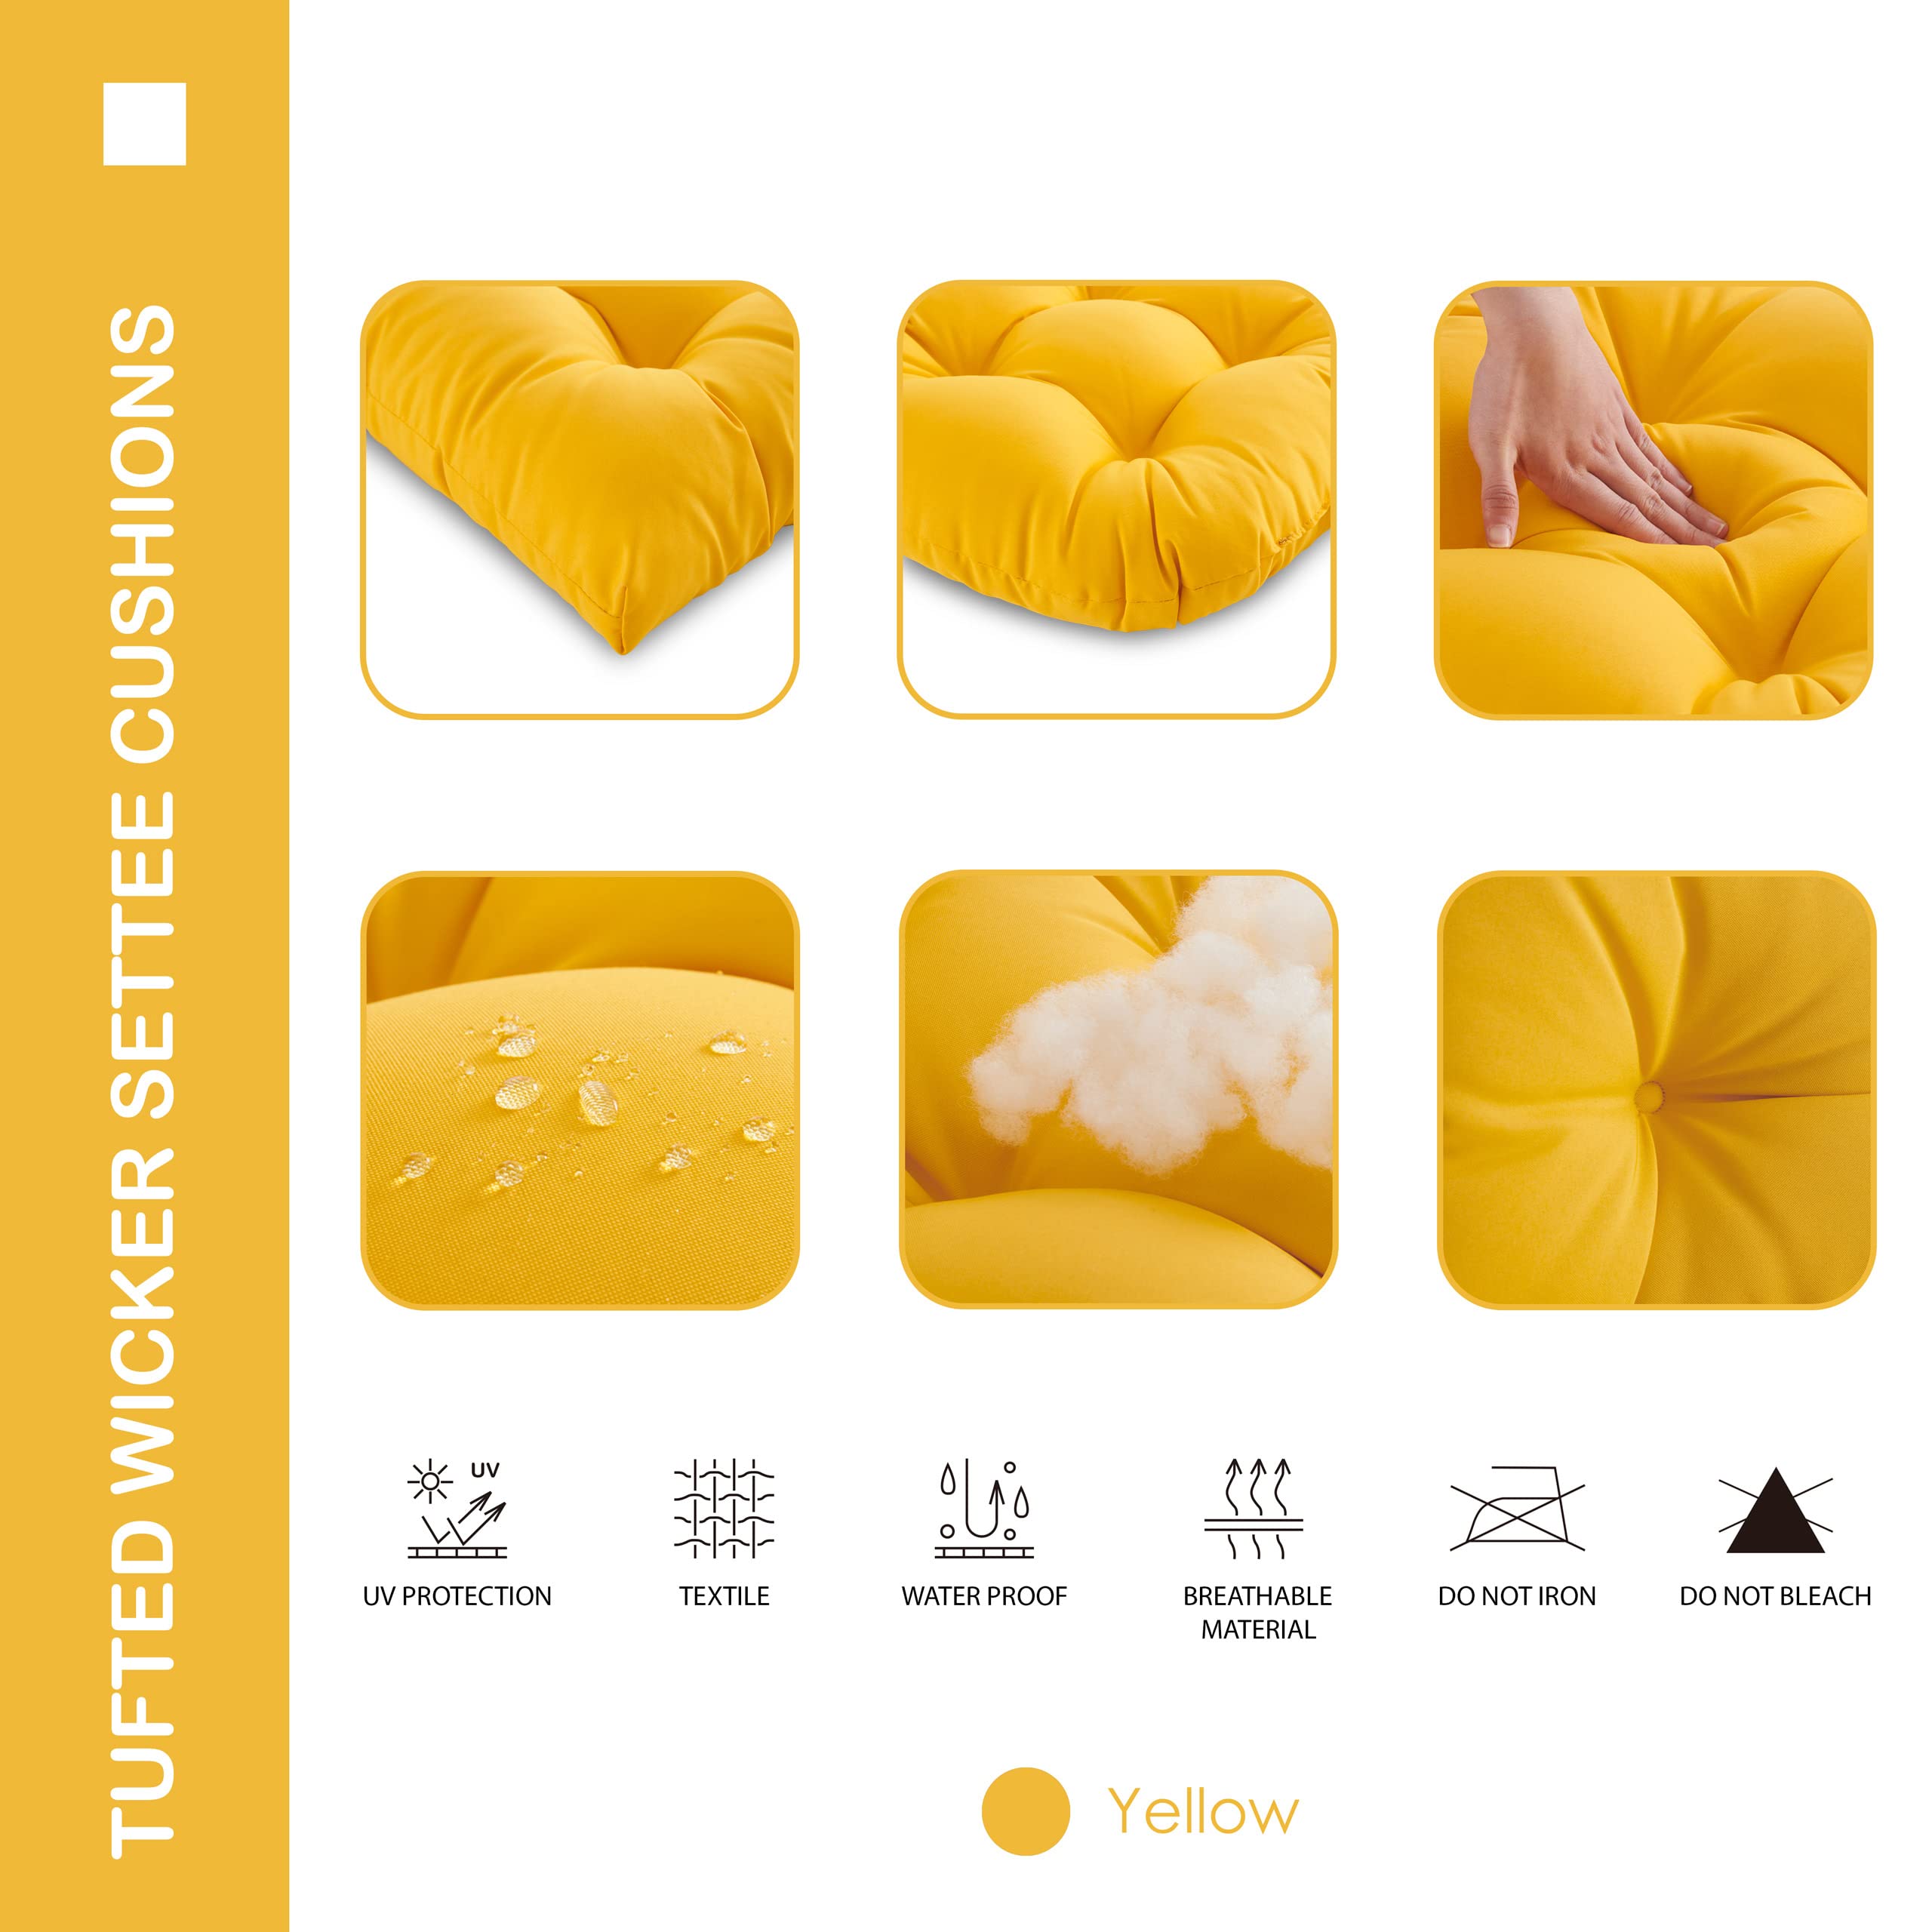 TUFTED WICKER SETTEE CUSHIONS
UV
UV PROTECTION
TEXTILE
WATER PROOF
BREATHABLE
MATERIAL
DO NOT IRON
DO NOT BLEACH
Yellow